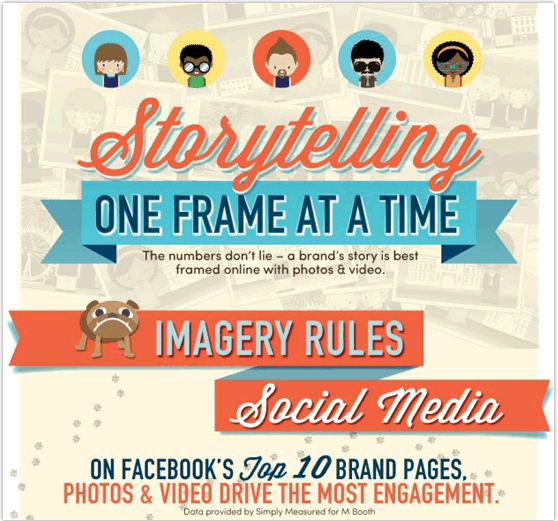 Storytelling
ONE FRAME AT A TIME
The numbers don't lie – a brand's story is best
framed online with photos & video.
IMAGERY RULES
Social Media
ON FACEBOOK'S Top 10 BRAND PAGES,
PHOTOS & VIDEO DRIVE THE MOST ENGAGEMENT.
Data provided by Simply Measured for M Booth